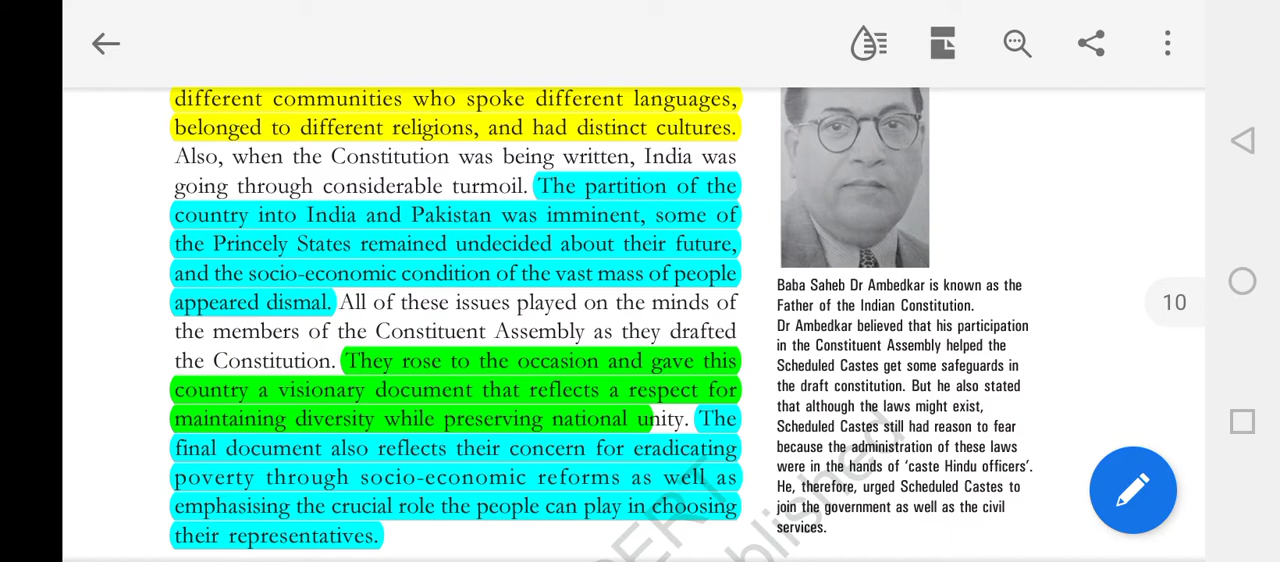 different communities who spoke different languages,
belonged to different religions, and had distinct cultures.
Also, when the Constitution was being written, India was
going through considerable turmoil. The partition of the
country into India and Pakistan was imminent, some of
the Princely States remained undecided about their future,
and the socio-economic condition of the vast mass of people
appeared dismal. All of these issues played on the minds of
the members of the Constituent Assembly as they drafted
the Constitution. They rose to the occasion and gave this
country a visionary document that reflects a respect for
maintaining diversity while preserving national unity. The
final document also reflects their concern for eradicating
poverty through socio-economic reforms as well as
emphasising the crucial role the people can play in choosing
their representatives.
Baba Saheb Dr Ambedkar is known as the
Father of the Indian Constitution.
Dr Ambedkar believed that his participation
in the Constituent Assembly helped the
Scheduled Castes get some safeguards in
the draft constitution. But he also stated
that although the laws might exist,
Scheduled Castes still had reason to fear
because the administration of these laws
were in the hands of ‘caste Hindu officers’.
He, therefore, urged Scheduled Castes to
join the government as well as the civil
services.
10